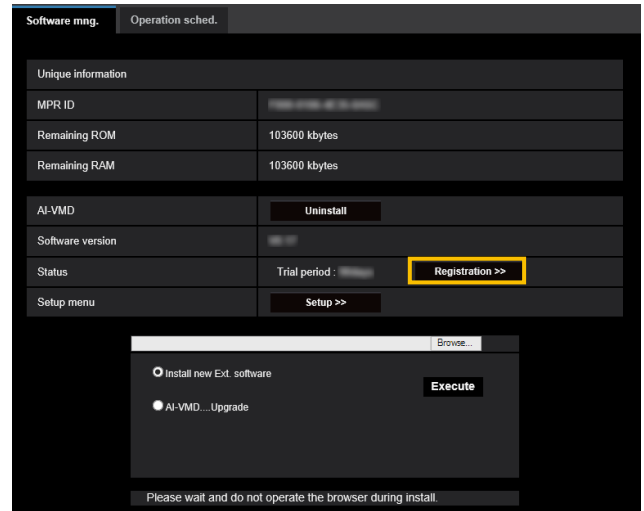 Software mng. Operation sched.
Unique information
MPR ID
Remaining ROM 103600 kbytes
Remaining RAM 103600 kbytes
AI-VMD Uninstall
Software version
Status Trial period : Registration >>
Setup menu Setup >>
Browse...
Install new Ext. software
Execute
AI-VMD....Upgrade
Please wait and do not operate the browser during install.